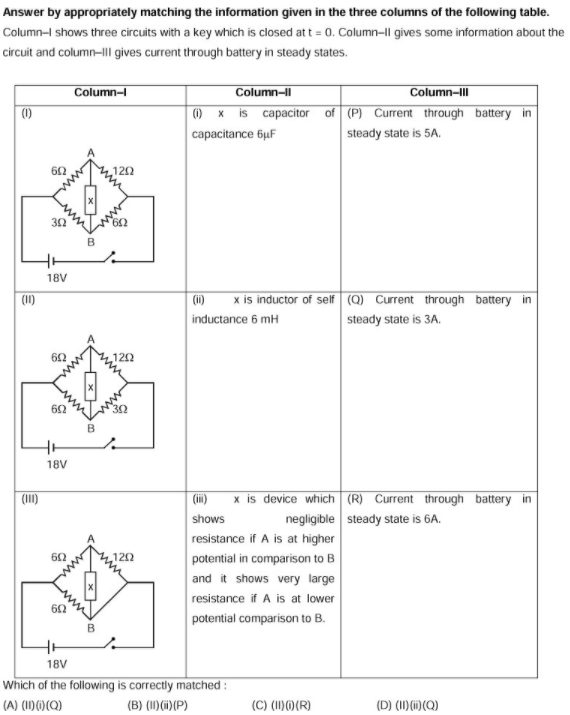 Answer by appropriately matching the information given in the three columns of the following table.
Column–I shows three circuits with a key which is closed at t = 0. Column–II gives some information about the
circuit and column–III gives current through battery in steady states.
Column–I Column–II Column–III
(I)
A
6Ω 12Ω
x
3Ω 6Ω
B
18V
(i) x is capacitor of
capacitance 6μF
(P) Current through battery in
steady state is 5A.
(II)
A
6Ω 12Ω
x
6Ω 3Ω
B
18V
(ii) x is inductor of self
inductance 6 mH
(Q) Current through battery in
steady state is 3A.
(III)
A
6Ω 12Ω
x
6Ω
B
18V
(iii) x is device which
shows negligible
resistance if A is at higher
potential in comparison to B
and it shows very large
resistance if A is at lower
potential comparison to B.
(R) Current through battery in
steady state is 6A.
Which of the following is correctly matched :
(A) (II)(i)(Q) (B) (II)(ii)(P) (C) (II)(i)(R) (D) (II)(ii)(Q)